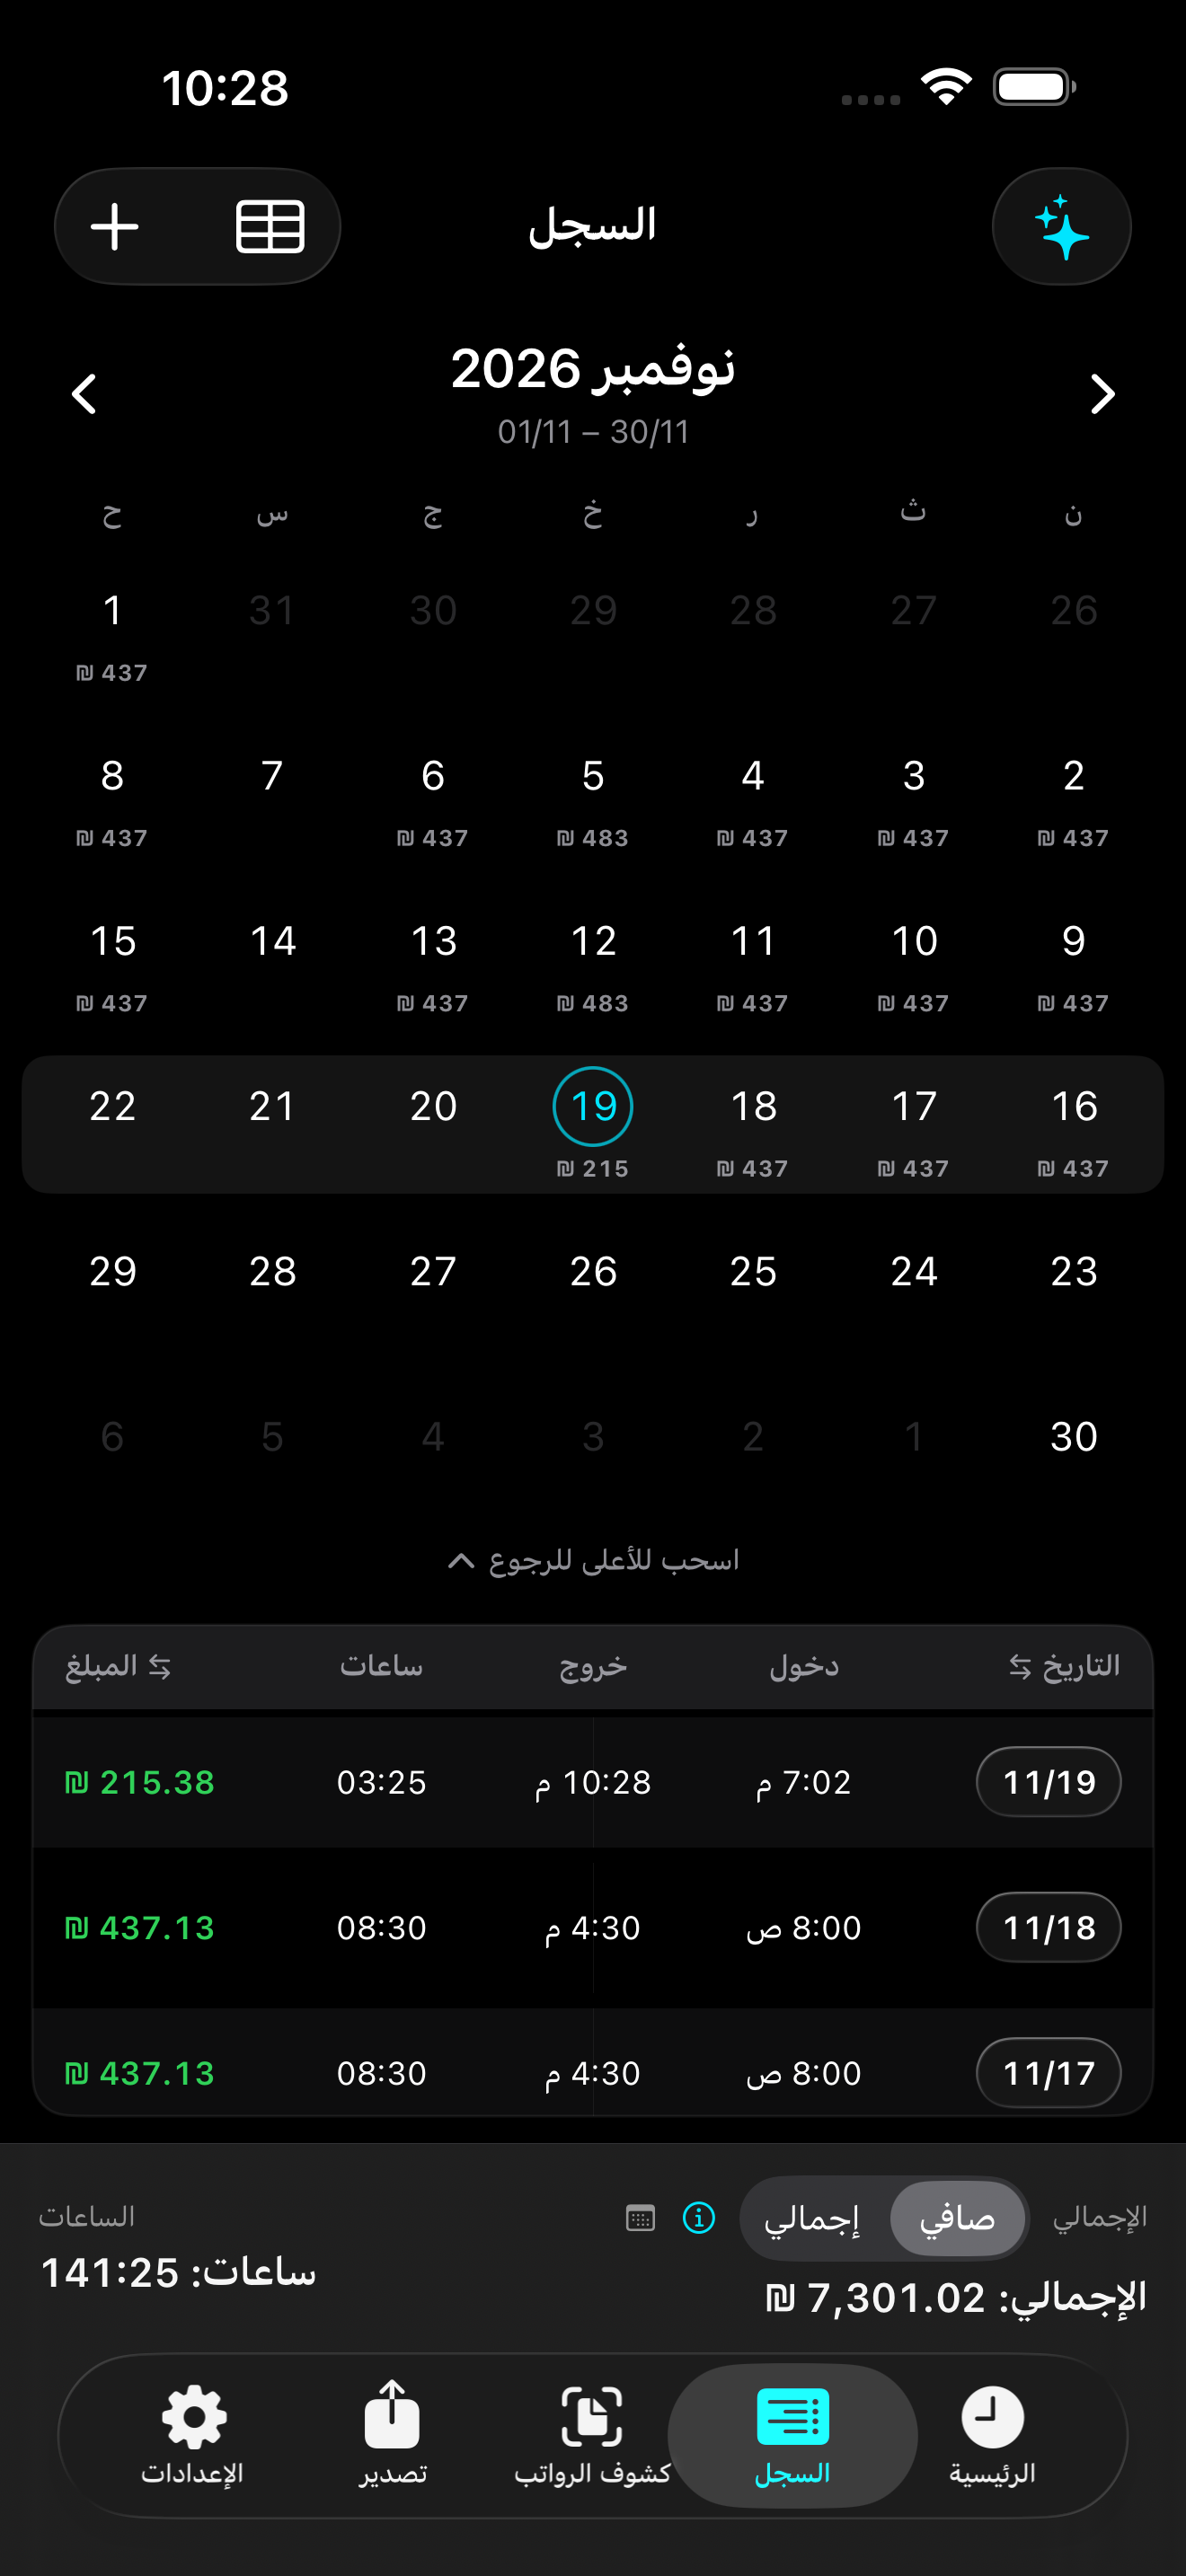 10:28
السجل
نوفمبر 2026
01/11 – 30/11
ن ث ر خ ج س ح
26 27 28 29 30 31 1
437 ₪
2 3 4 5 6 7 8
437 ₪ 437 ₪ 437 ₪ 483 ₪ 437 ₪ 437 ₪
9 10 11 12 13 14 15
437 ₪ 437 ₪ 437 ₪ 483 ₪ 437 ₪ 437 ₪
16 17 18 19 20 21 22
437 ₪ 437 ₪ 437 ₪ 215 ₪
23 24 25 26 27 28 29
30 1 2 3 4 5 6
اسحب للأعلى للرجوع
التاريخ دخول خروج ساعات المبلغ
11/19 7:02 م 10:28 م 03:25 215.38 ₪
11/18 8:00 ص 4:30 م 08:30 437.13 ₪
11/17 8:00 ص 4:30 م 08:30 437.13 ₪
الإجمالي صافي إجمالي الساعات
الإجمالي: 7,301.02 ₪ ساعات: 141:25
الرئيسية السجل كشوف الرواتب تصدير الإعدادات